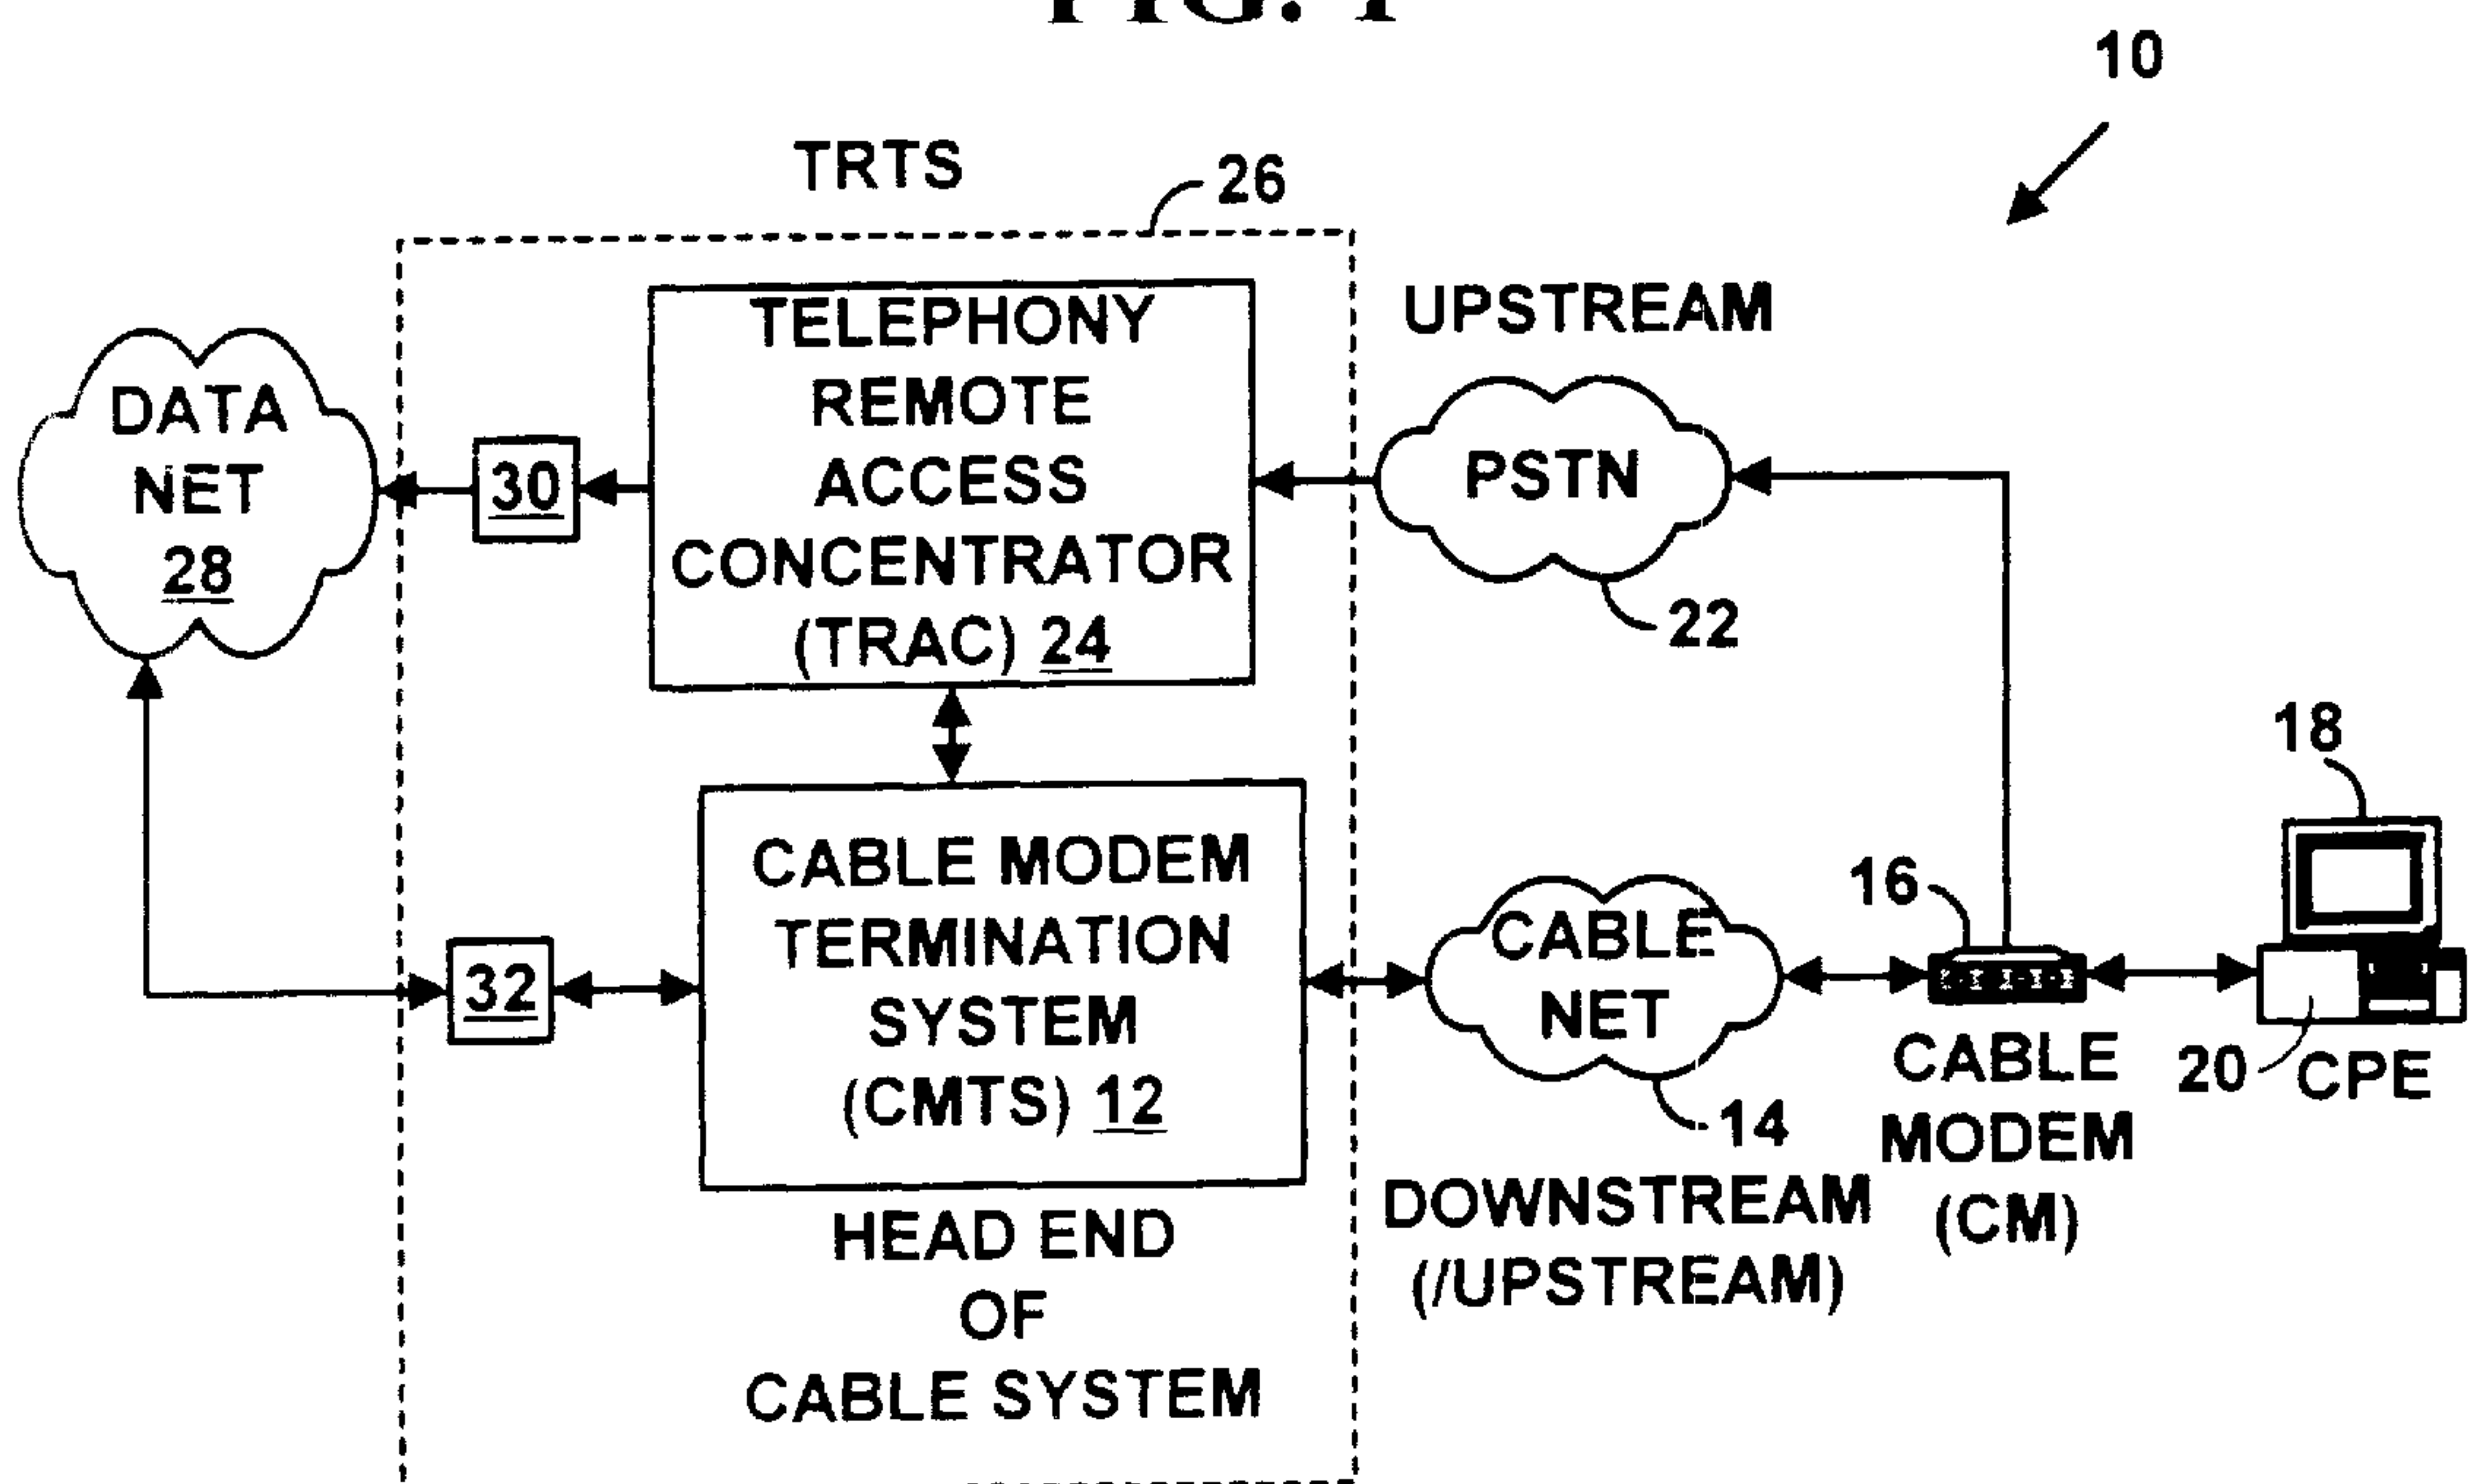 FIG. 1
10
TRTS
26
TELEPHONY
REMOTE
ACCESS
CONCENTRATOR
(TRAC) 24
UPSTREAM
DATA
NET
28
30
PSTN
22
18
CABLE MODEM
TERMINATION
SYSTEM
(CMTS) 12
32
CABLE
NET
14
16
20
CPE
CABLE
MODEM
(CM)
DOWNSTREAM
(/UPSTREAM)
HEAD END
OF
CABLE SYSTEM